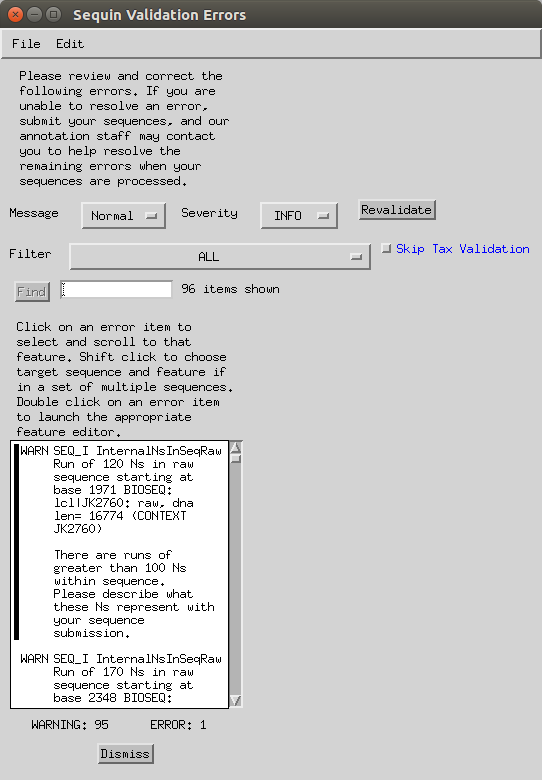 Sequin Validation Errors
File Edit
Please review and correct the
following errors. If you are
unable to resolve an error,
submit your sequences, and our
annotation staff may contact
you to help resolve the
remaining errors when your
sequences are processed.
Message Normal Severity INFO Revalidate
Filter ALL Skip Tax Validation
Find 96 items shown
Click on an error item to
select and scroll to that
feature. Shift click to choose
target sequence and feature if
in a set of multiple sequences.
Double click on an error item
to launch the appropriate
feature editor.
WARN SEQ_I InternalNsInSeqRaw
Run of 120 Ns in raw
sequence starting at
base 1971 BIOSEQ:
lcl|JK2760: raw, dna
len= 16774 (CONTEXT
JK2760)
There are runs of
greater than 100 Ns
within sequence.
Please describe what
these Ns represent with
your sequence
submission.
WARN SEQ_I InternalNsInSeqRaw
Run of 170 Ns in raw
sequence starting at
base 2348 BIOSEQ:
WARNING: 95 ERROR: 1
Dismiss